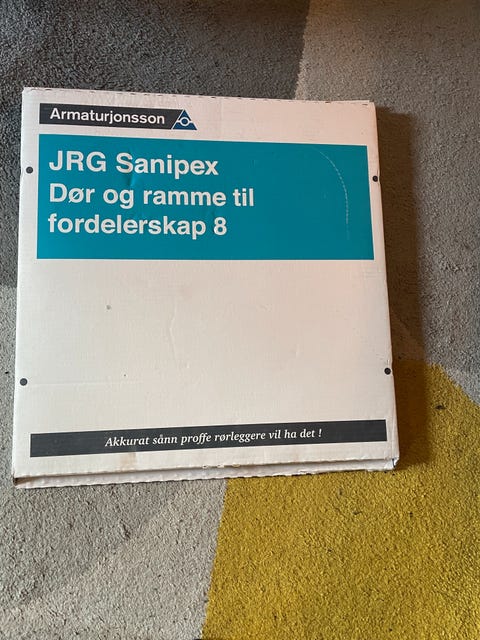 Armaturjonsson
JRG Sanipex
Dør og ramme til
fordelerskap 8
Akkurat sånn proffe rørleggere vil ha det !